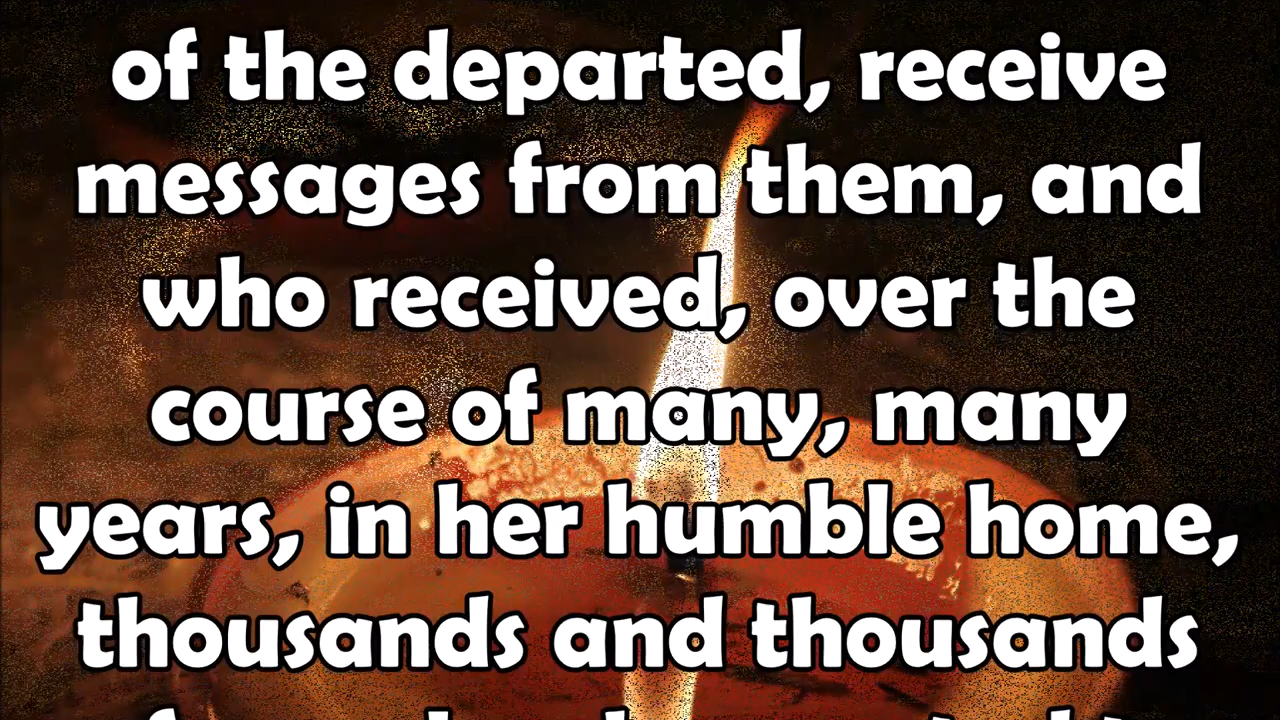 of the departed, receive
messages from them, and
who received, over the
course of many, many
years, in her humble home,
thousands and thousands